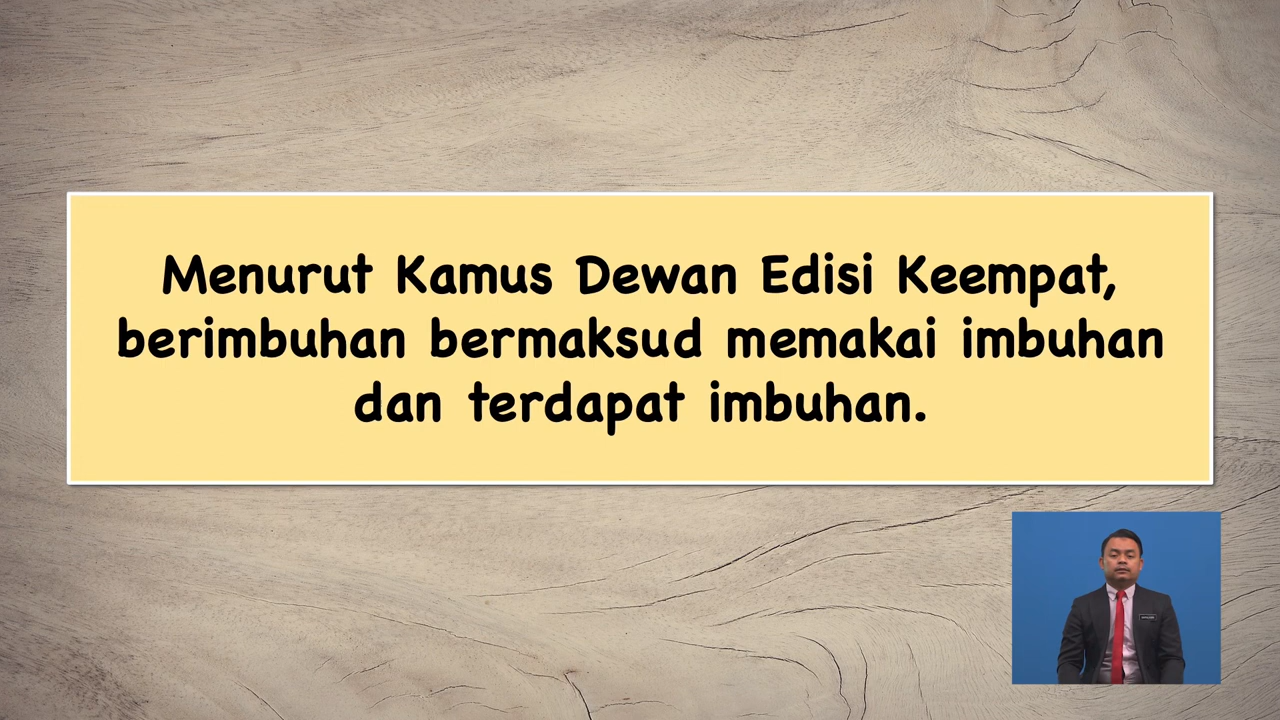 Menurut Kamus Dewan Edisi Keempat,
berimbuhan bermaksud memakai imbuhan
dan terdapat imbuhan.